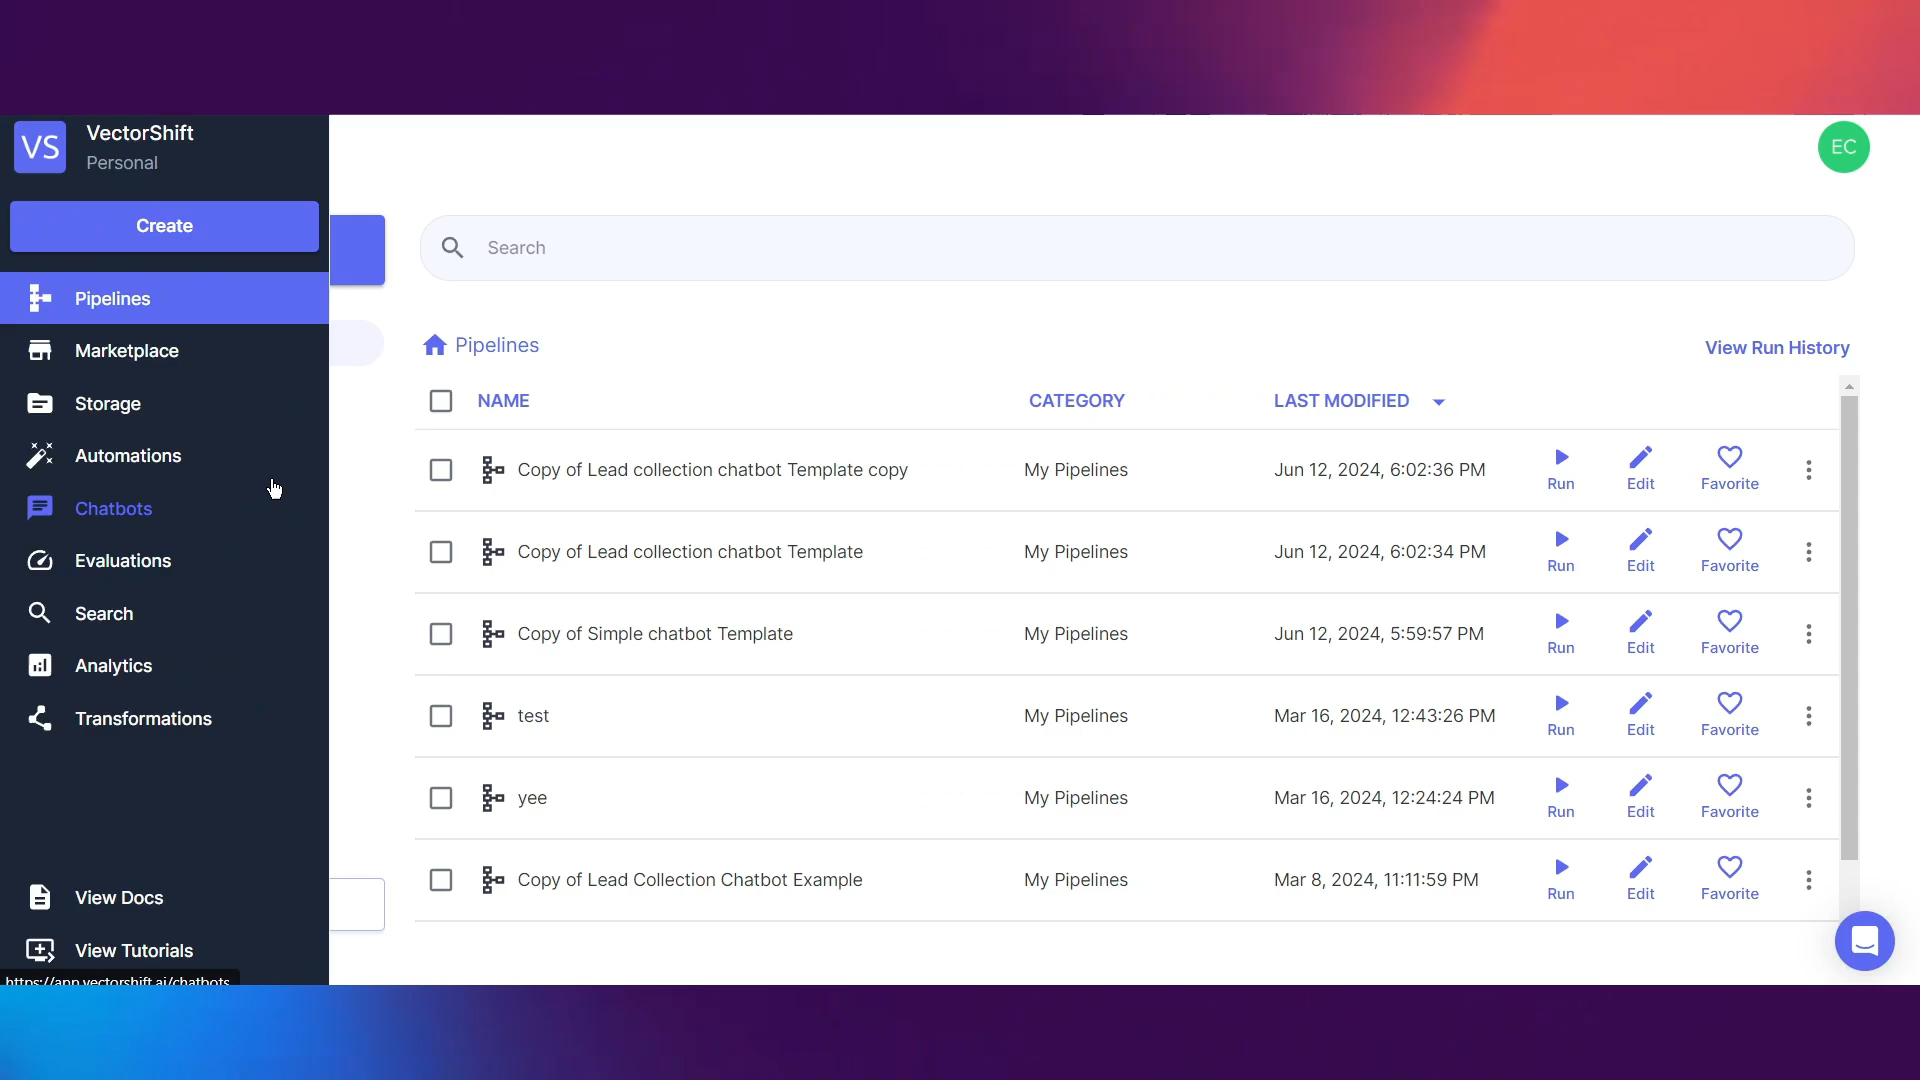 VS
VectorShift
Personal
Create
Pipelines
Marketplace
Storage
Automations
Chatbots
Evaluations
Search
Analytics
Transformations
View Docs
View Tutorials
https://app.vectorshift.ai/chatbots
EC
Search
Pipelines
View Run History
NAME CATEGORY LAST MODIFIED
Copy of Lead collection chatbot Template copy My Pipelines Jun 12, 2024, 6:02:36 PM Run Edit Favorite
Copy of Lead collection chatbot Template My Pipelines Jun 12, 2024, 6:02:34 PM Run Edit Favorite
Copy of Simple chatbot Template My Pipelines Jun 12, 2024, 5:59:57 PM Run Edit Favorite
test My Pipelines Mar 16, 2024, 12:43:26 PM Run Edit Favorite
yee My Pipelines Mar 16, 2024, 12:24:24 PM Run Edit Favorite
Copy of Lead Collection Chatbot Example My Pipelines Mar 8, 2024, 11:11:59 PM Run Edit Favorite